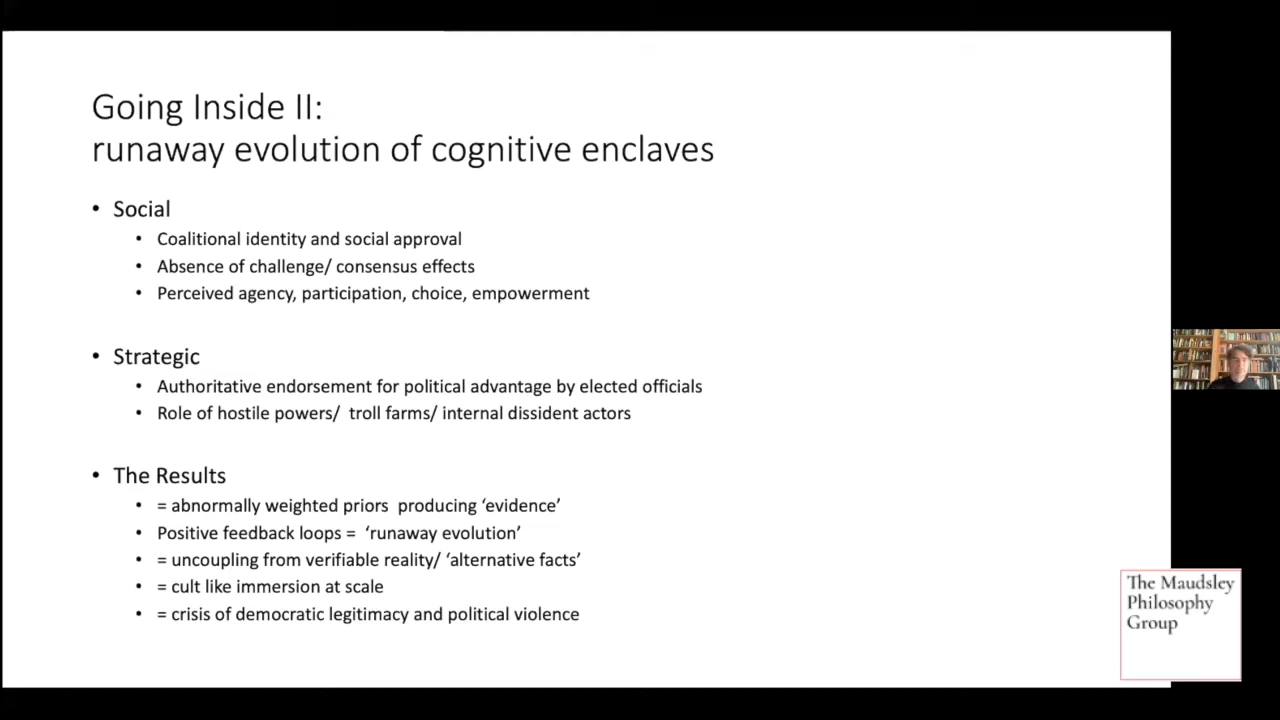 Going Inside II:
runaway evolution of cognitive enclaves
• Social
• Coalitional identity and social approval
• Absence of challenge/ consensus effects
• Perceived agency, participation, choice, empowerment
• Strategic
• Authoritative endorsement for political advantage by elected officials
• Role of hostile powers/ troll farms/ internal dissident actors
• The Results
• = abnormally weighted priors producing ‘evidence’
• Positive feedback loops = ‘runaway evolution’
• = uncoupling from verifiable reality/ ‘alternative facts’
• = cult like immersion at scale
• = crisis of democratic legitimacy and political violence
The Maudsley
Philosophy
Group